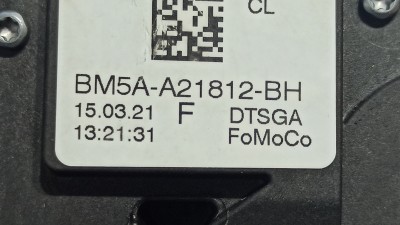 CL
BM5A-A21812-BH
15.03.21 F DTSGA
13:21:31 FoMoCo